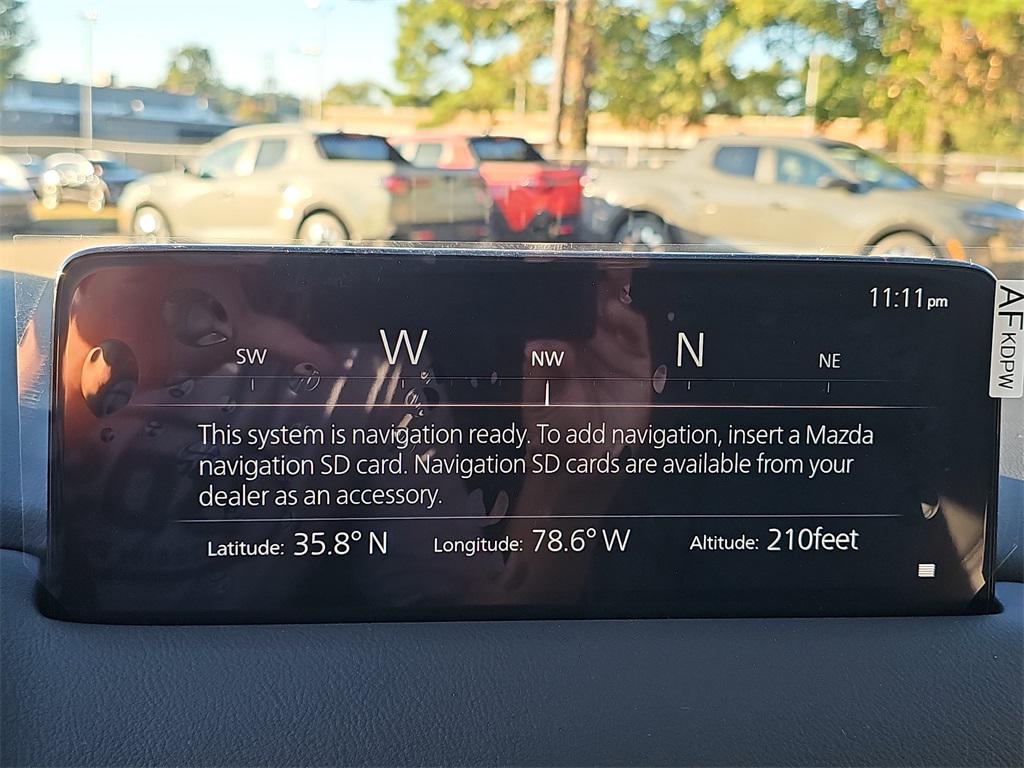 11:11pm
SW W NW N NE
This system is navigation ready. To add navigation, insert a Mazda
navigation SD card. Navigation SD cards are available from your
dealer as an accessory.
Latitude: 35.8° N Longitude: 78.6° W Altitude: 210feet
AF KDPW